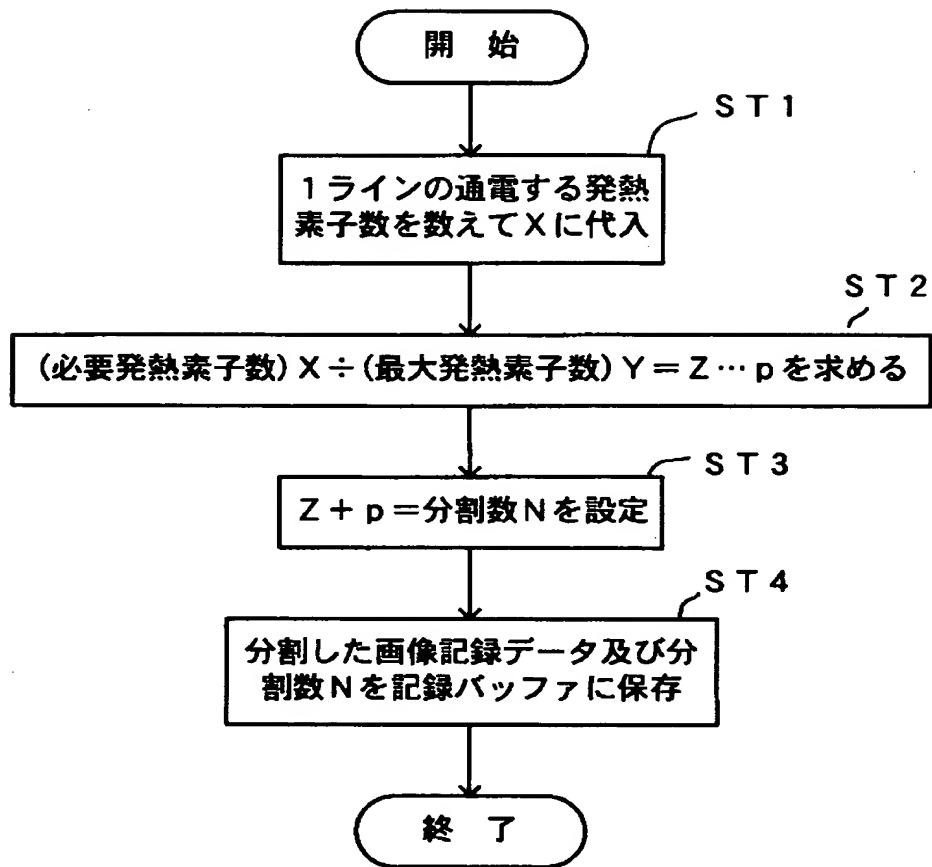 開 始
ST1
1ラインの通電する発熱
素子数を数えてXに代入
ST2
(必要発熱素子数)X÷(最大発熱素子数)Y=Z…pを求める
ST3
Z+p=分割数Nを設定
ST4
分割した画像記録データ及び分
割数Nを記録バッファに保存
終 了